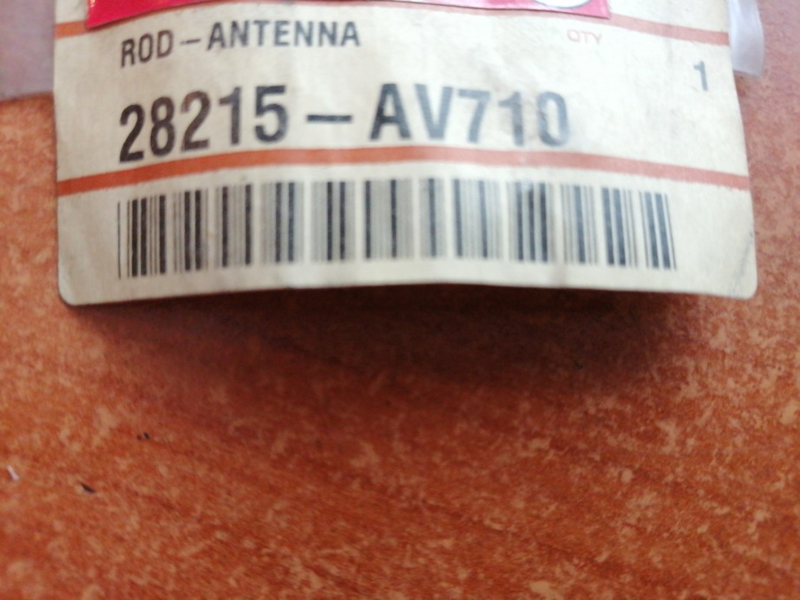 ROD-ANTENNA
QTY
1
28215-AV710